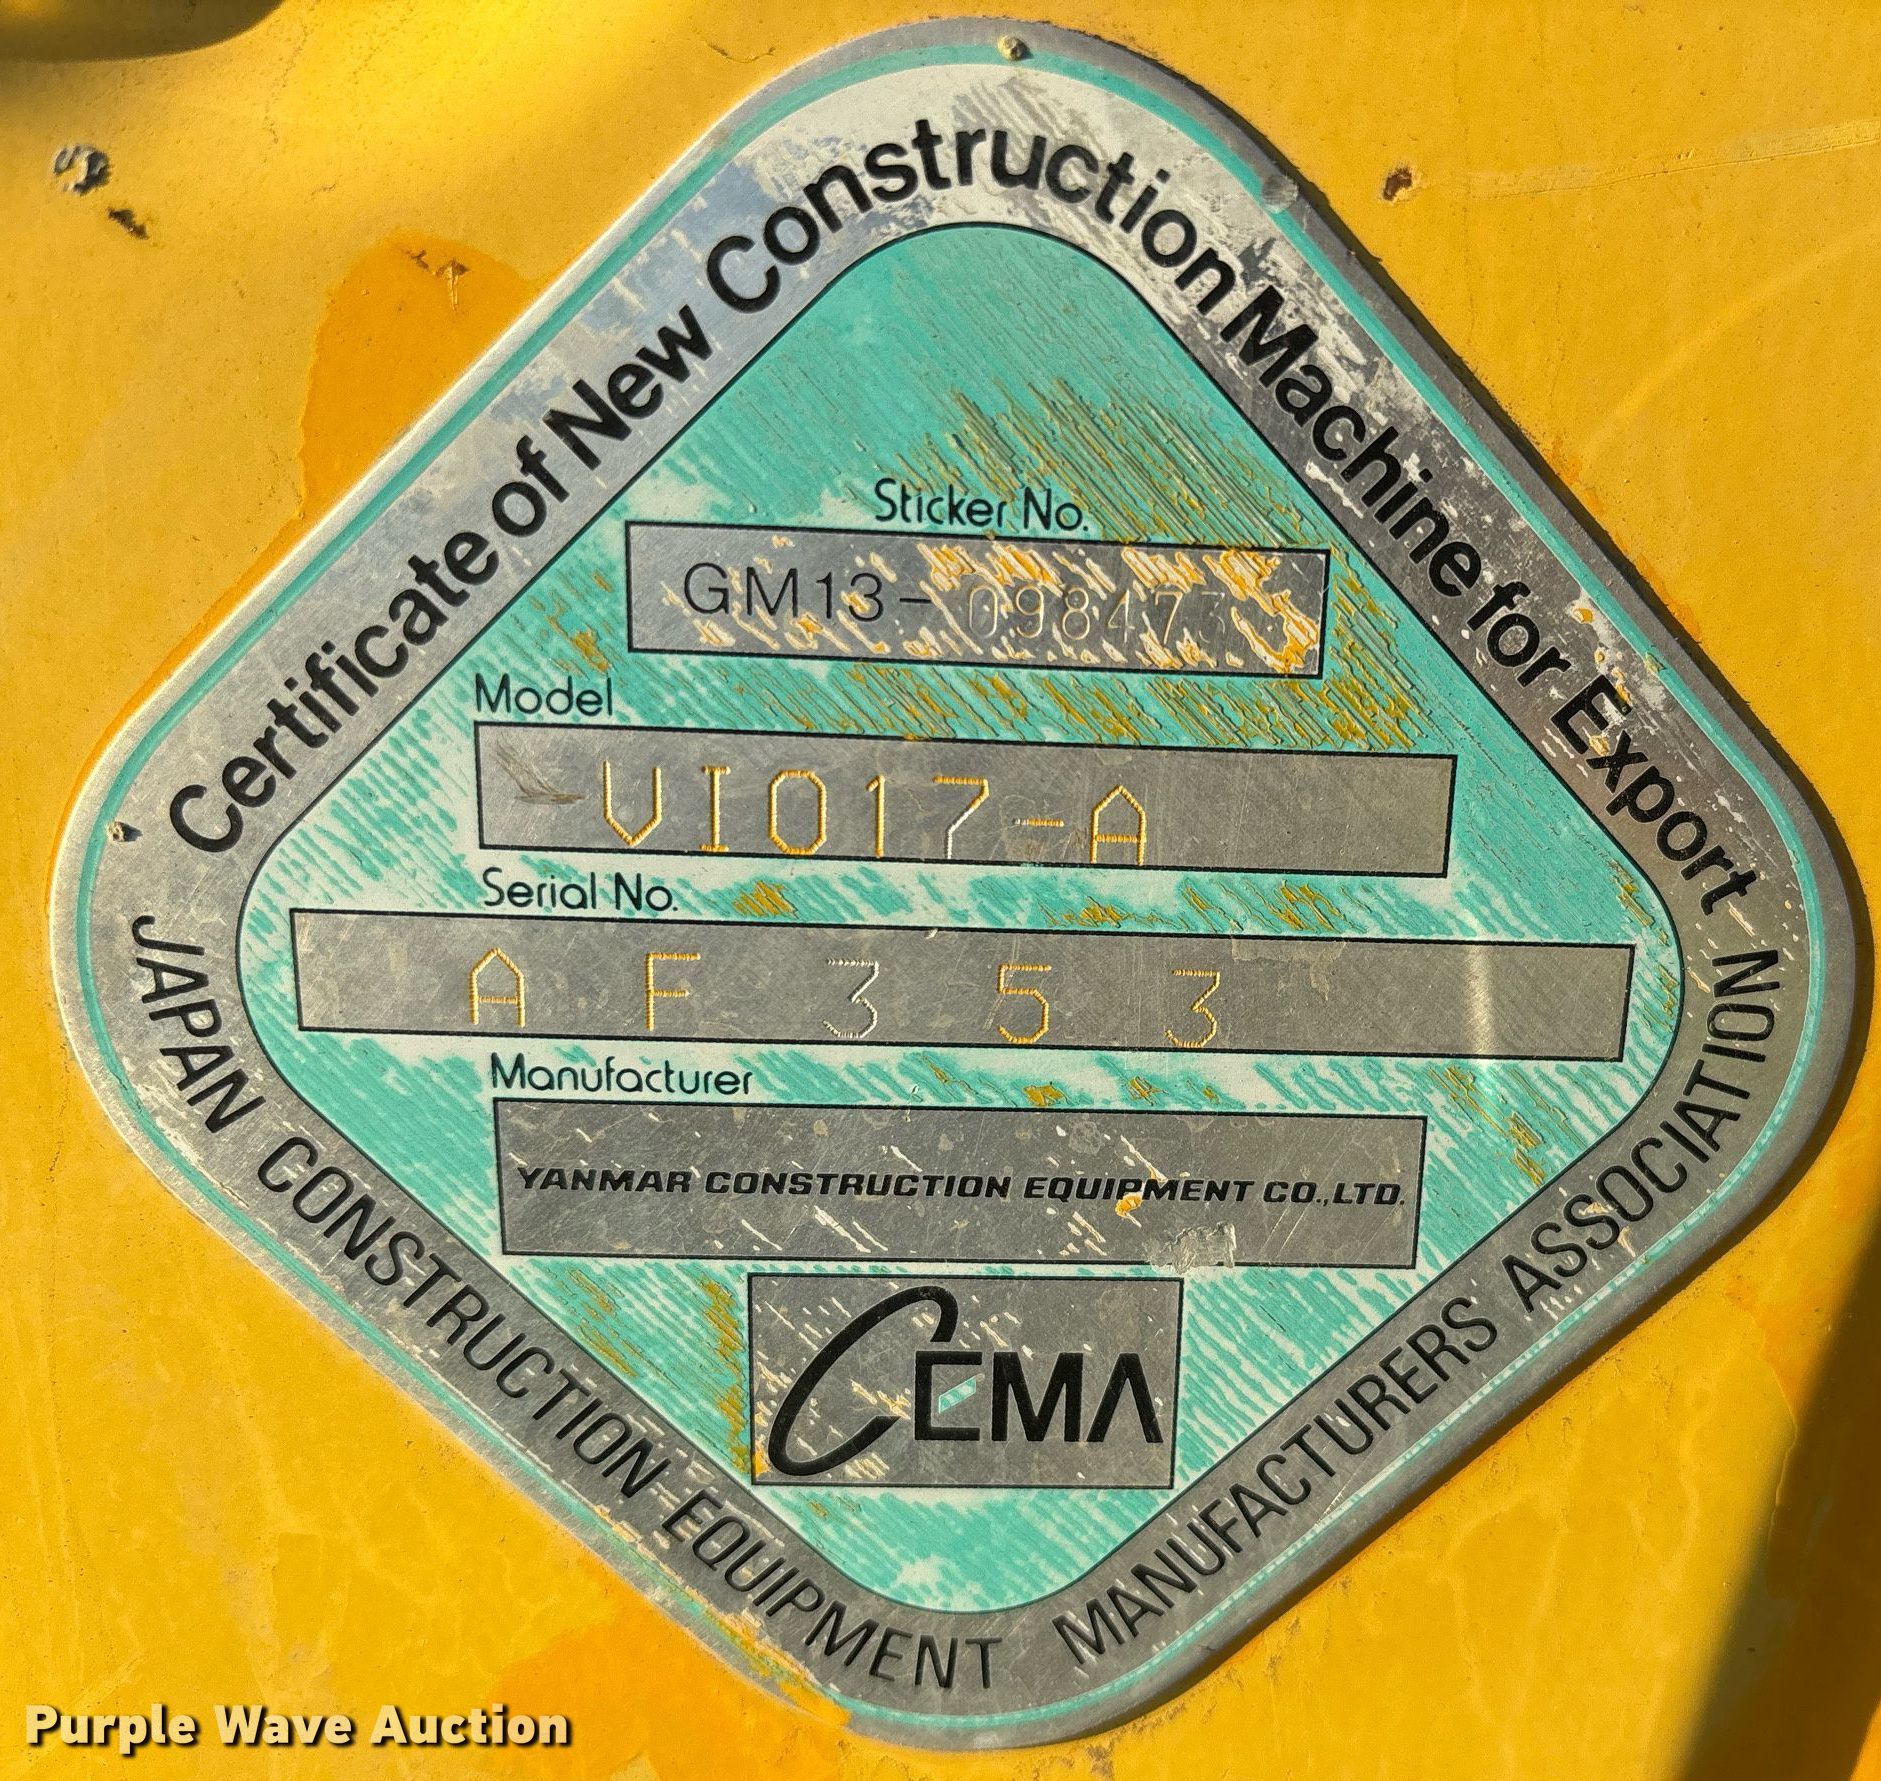 Certificate of New Construction Machine for Export
Sticker No.
GM13-098473
Model
VIO17-A
Serial No.
AF353
Manufacturer
YANMAR CONSTRUCTION EQUIPMENT CO.,LTD.
CEMA
JAPAN CONSTRUCTION EQUIPMENT MANUFACTURERS ASSOCIATION
Purple Wave Auction